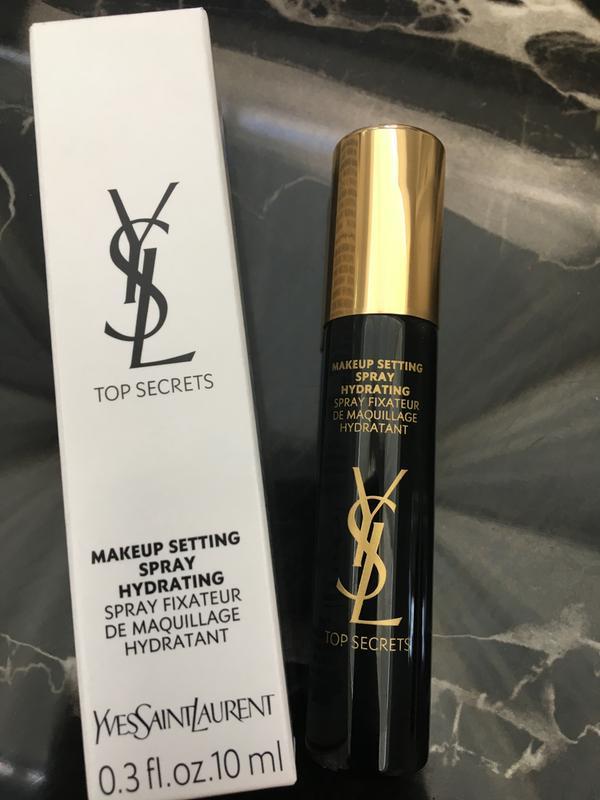 YSL
TOP SECRETS
MAKEUP SETTING
SPRAY
HYDRATING
SPRAY FIXATEUR
DE MAQUILLAGE
HYDRATANT
YVESSAINTLAURENT
0.3 fl.oz.10 ml
MAKEUP SETTING
SPRAY
HYDRATING
SPRAY FIXATEUR
DE MAQUILLAGE
HYDRATANT
YSL
TOP SECRETS